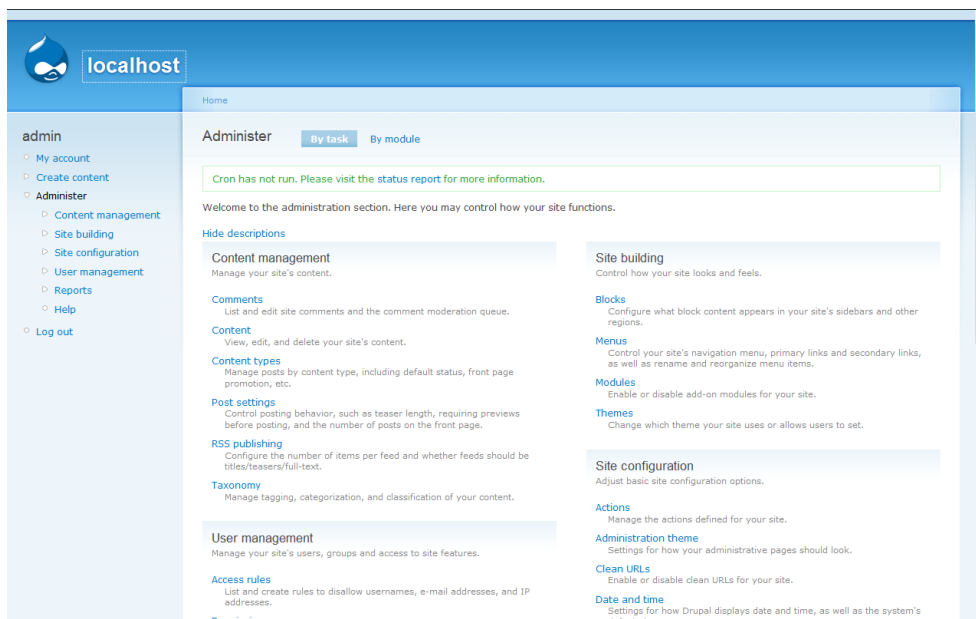 localhost
Home
admin
My account
Create content
Administer
Content management
Site building
Site configuration
User management
Reports
Help
Log out
Administer By task By module
Cron has not run. Please visit the status report for more information.
Welcome to the administration section. Here you may control how your site functions.
Hide descriptions
Content management
Manage your site's content.
Comments
List and edit site comments and the comment moderation queue.
Content
View, edit, and delete your site's content.
Content types
Manage posts by content type, including default status, front page
promotion, etc.
Post settings
Control posting behavior, such as teaser length, requiring previews
before posting, and the number of posts on the front page.
RSS publishing
Configure the number of items per feed and whether feeds should be
titles/teasers/full-text.
Taxonomy
Manage tagging, categorization, and classification of your content.
User management
Manage your site's users, groups and access to site features.
Access rules
List and create rules to disallow usernames, e-mail addresses, and IP
addresses.
Site building
Control how your site looks and feels.
Blocks
Configure what block content appears in your site's sidebars and other
regions.
Menus
Control your site's navigation menu, primary links and secondary links,
as well as rename and reorganize menu items.
Modules
Enable or disable add-on modules for your site.
Themes
Change which theme your site uses or allows users to set.
Site configuration
Adjust basic site configuration options.
Actions
Manage the actions defined for your site.
Administration theme
Settings for how your administrative pages should look.
Clean URLs
Enable or disable clean URLs for your site.
Date and time
Settings for how Drupal displays date and time, as well as the system's